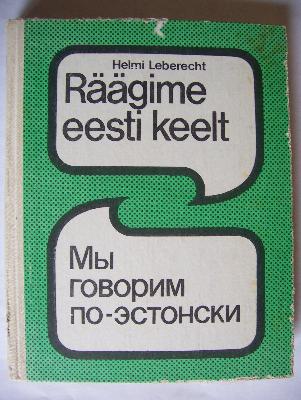 Helmi Leberecht
Räägime
eesti keelt
Мы
говорим
по-эстонски